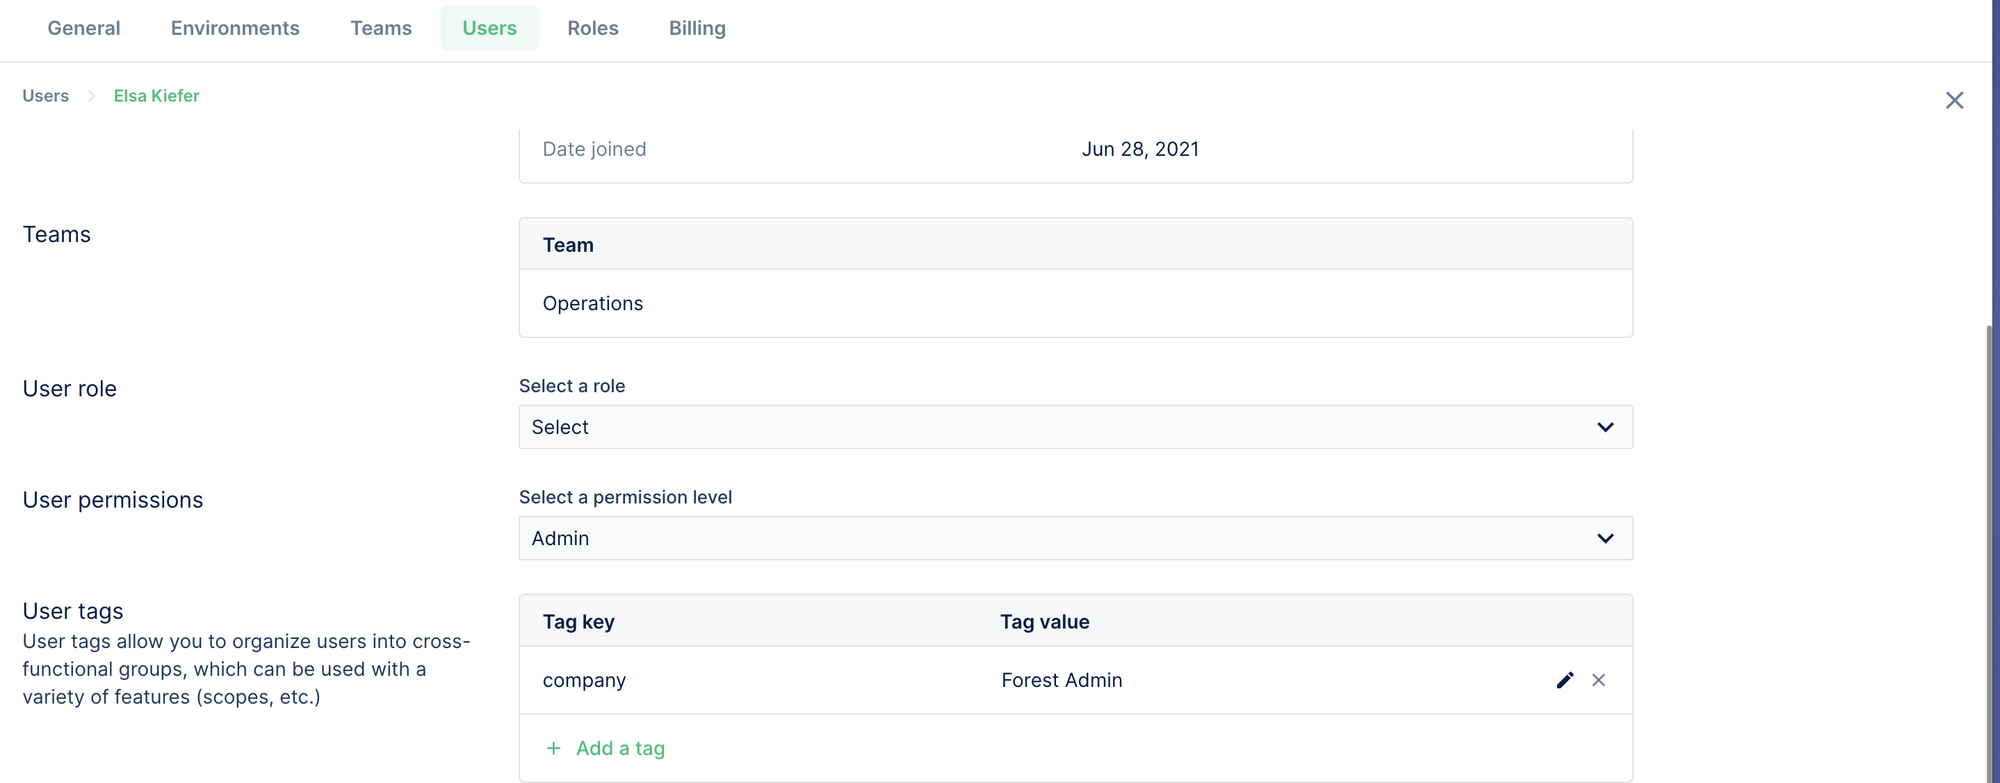 General Environments Teams Users Roles Billing
Users Elsa Kiefer
Date joined Jun 28, 2021
Teams
Team
Operations
User role
Select a role
Select
User permissions
Select a permission level
Admin
User tags
User tags allow you to organize users into cross-
functional groups, which can be used with a
variety of features (scopes, etc.)
Tag key Tag value
company Forest Admin
+ Add a tag